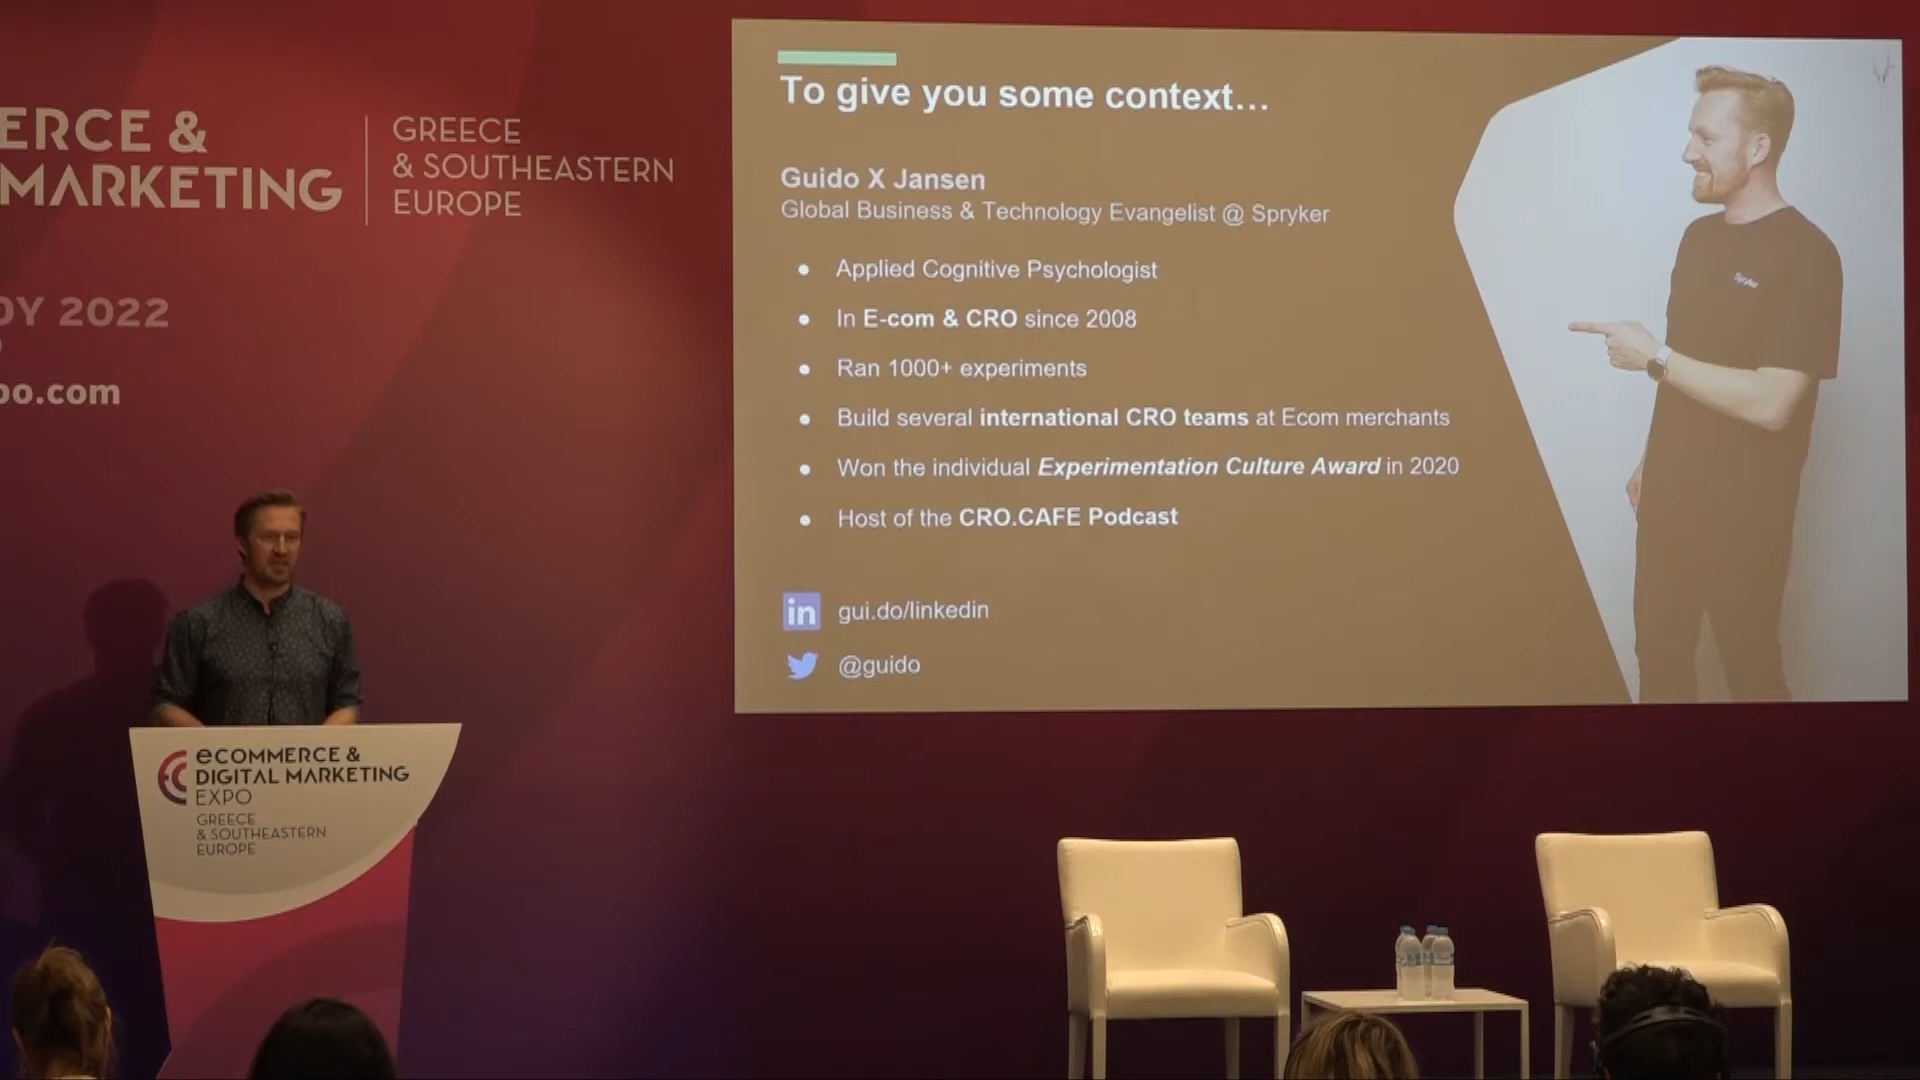 ERCE &
MARKETING
GREECE
& SOUTHEASTERN
EUROPE
2022
po.com
To give you some context...
Guido X Jansen
Global Business & Technology Evangelist @ Spryker
Applied Cognitive Psychologist
In E-com & CRO since 2008
Ran 1000+ experiments
Build several international CRO teams at Ecom merchants
Won the individual Experimentation Culture Award in 2020
Host of the CRO.CAFE Podcast
in gui.do/linkedin
@guido
Spryker
eCOMMERCE &
DIGITAL MARKETING
EXPO
GREECE
& SOUTHEASTERN
EUROPE